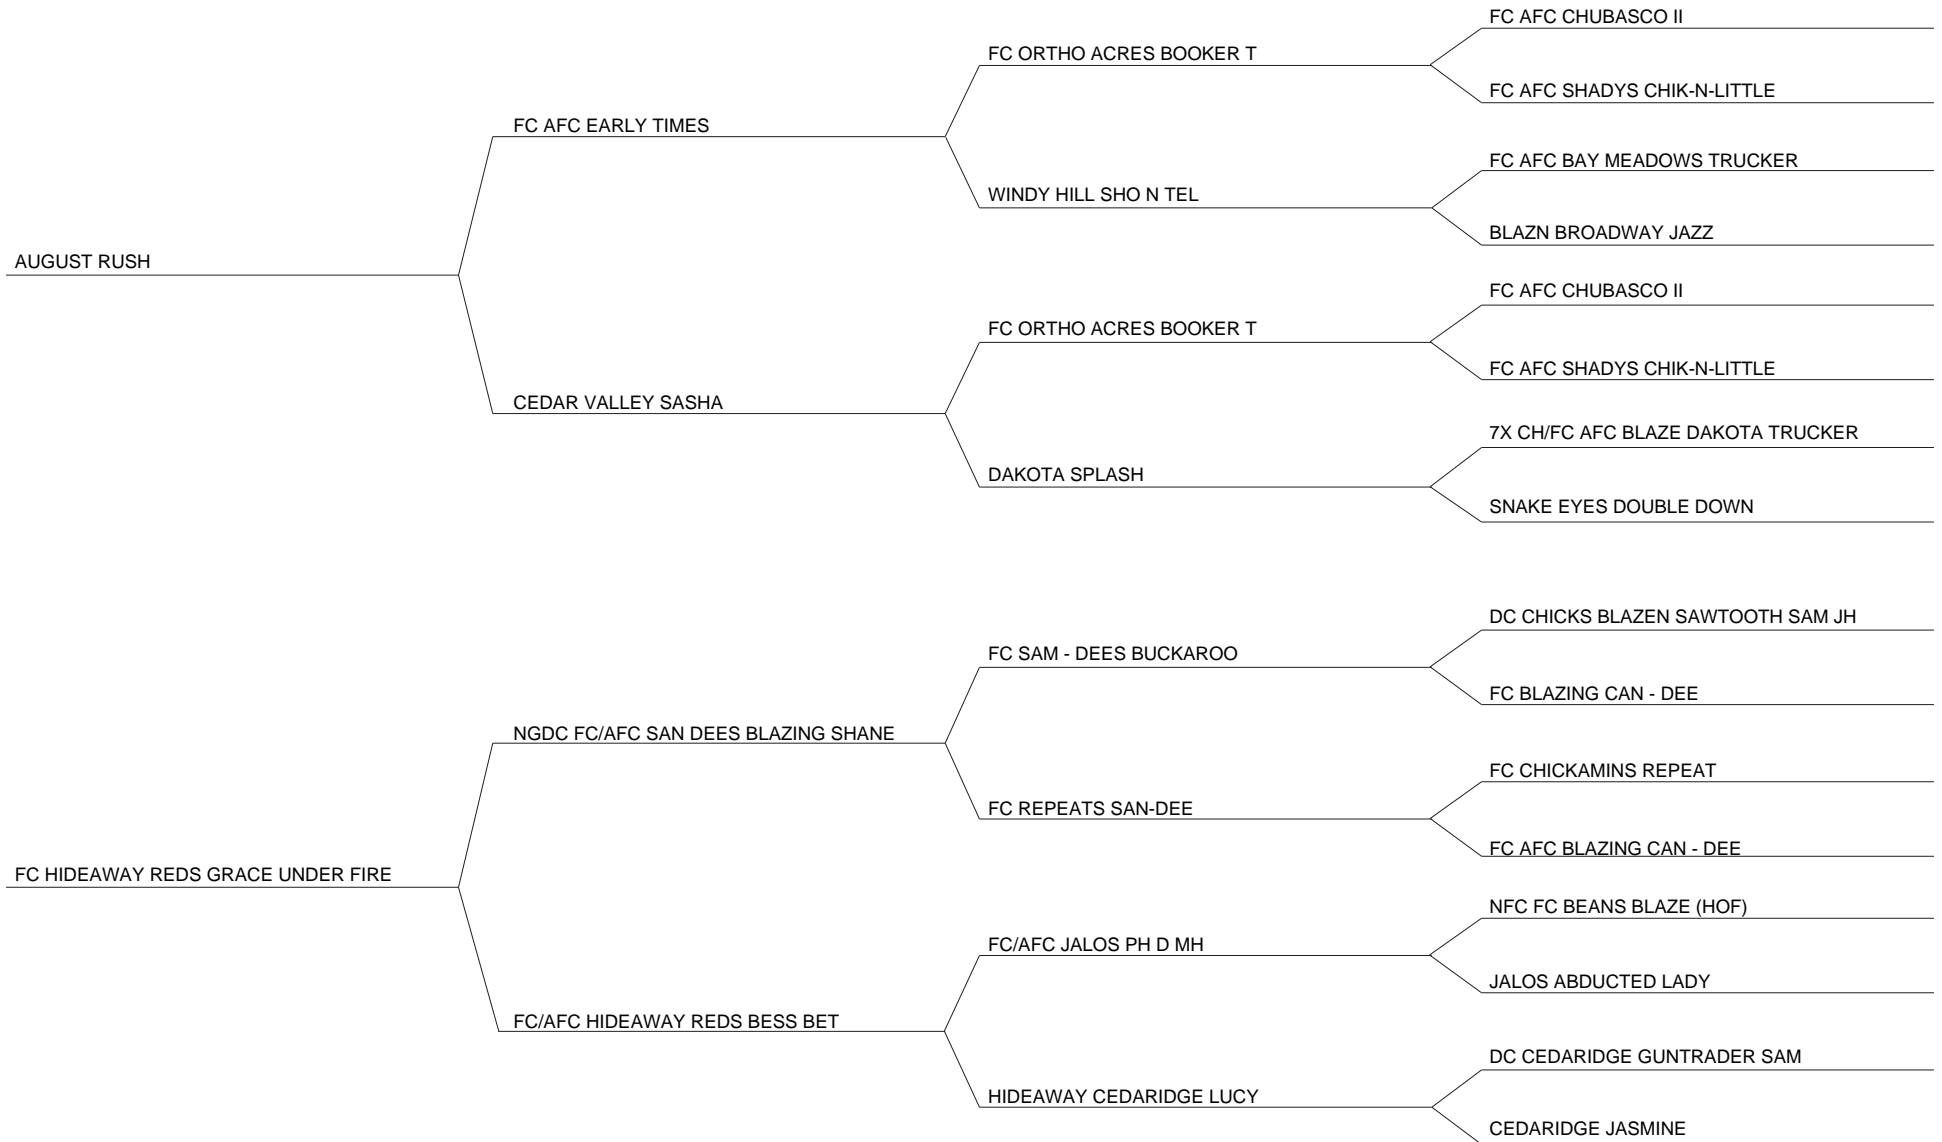 FC AFC CHUBASCO II
FC ORTHO ACRES BOOKER T
FC AFC SHADYS CHIK-N-LITTLE
FC AFC EARLY TIMES
FC AFC BAY MEADOWS TRUCKER
WINDY HILL SHO N TEL
BLAZN BROADWAY JAZZ
AUGUST RUSH
FC AFC CHUBASCO II
FC ORTHO ACRES BOOKER T
FC AFC SHADYS CHIK-N-LITTLE
CEDAR VALLEY SASHA
7X CH/FC AFC BLAZE DAKOTA TRUCKER
DAKOTA SPLASH
SNAKE EYES DOUBLE DOWN
DC CHICKS BLAZEN SAWTOOTH SAM JH
FC SAM - DEES BUCKAROO
FC BLAZING CAN - DEE
NGDC FC/AFC SAN DEES BLAZING SHANE
FC CHICKAMINS REPEAT
FC REPEATS SAN-DEE
FC AFC BLAZING CAN - DEE
FC HIDEAWAY REDS GRACE UNDER FIRE
NFC FC BEANS BLAZE (HOF)
FC/AFC JALOS PH D MH
JALOS ABDUCTED LADY
FC/AFC HIDEAWAY REDS BESS BET
DC CEDARIDGE GUNTRADER SAM
HIDEAWAY CEDARIDGE LUCY
CEDARIDGE JASMINE